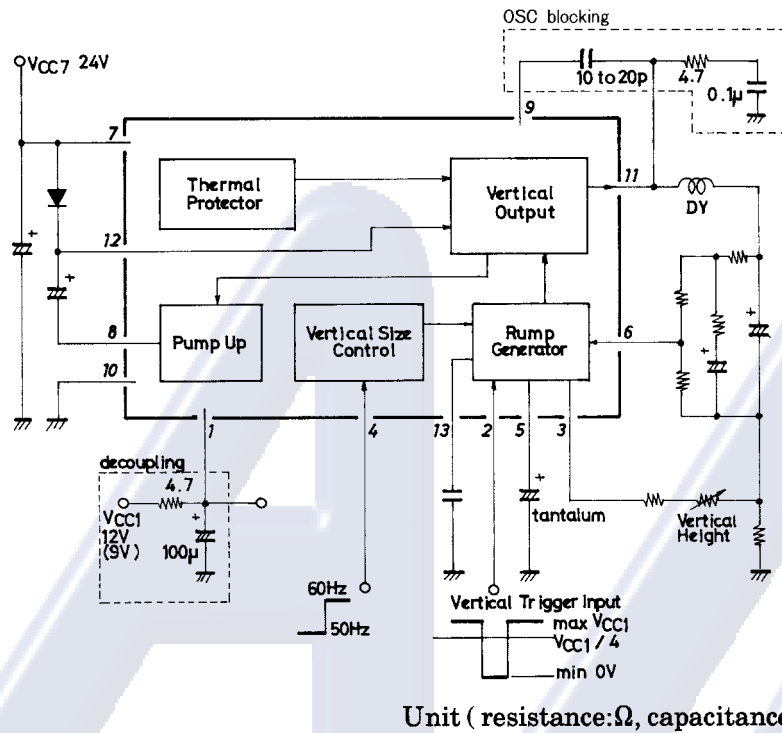 OSC blocking
VCC7 24V
10 to 20p
4.7
0.1µ
9
7
Thermal
Protector
Vertical
Output
11
DY
12
8
Pump Up
Vertical Size
Control
Rump
Generator
6
10
1
4
13
2
5
3
decoupling
4.7
VCC1
12V
(9V)
100µ
+
tantalum
Vertical
Height
60Hz
50Hz
Vertical Trigger Input
max VCC1
VCC1 / 4
min 0V
Unit ( resistance:Ω, capacitance